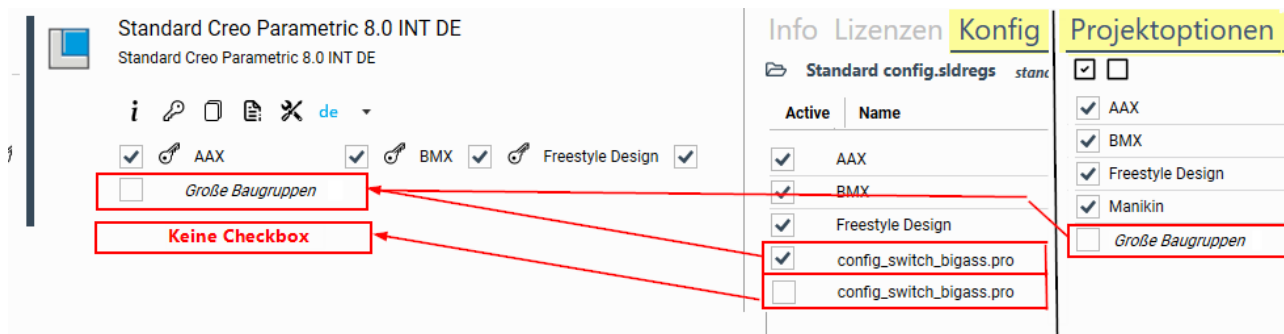 Standard Creo Parametric 8.0 INT DE
Standard Creo Parametric 8.0 INT DE
i de
AAX BMX Freestyle Design
Große Baugruppen
Keine Checkbox
Info Lizenzen Konfig
Standard config.sldregs stand
Active Name
AAX
BMX
Freestyle Design
config_switch_bigass.pro
config_switch_bigass.pro
Projektoptionen
AAX
BMX
Freestyle Design
Manikin
Große Baugruppen